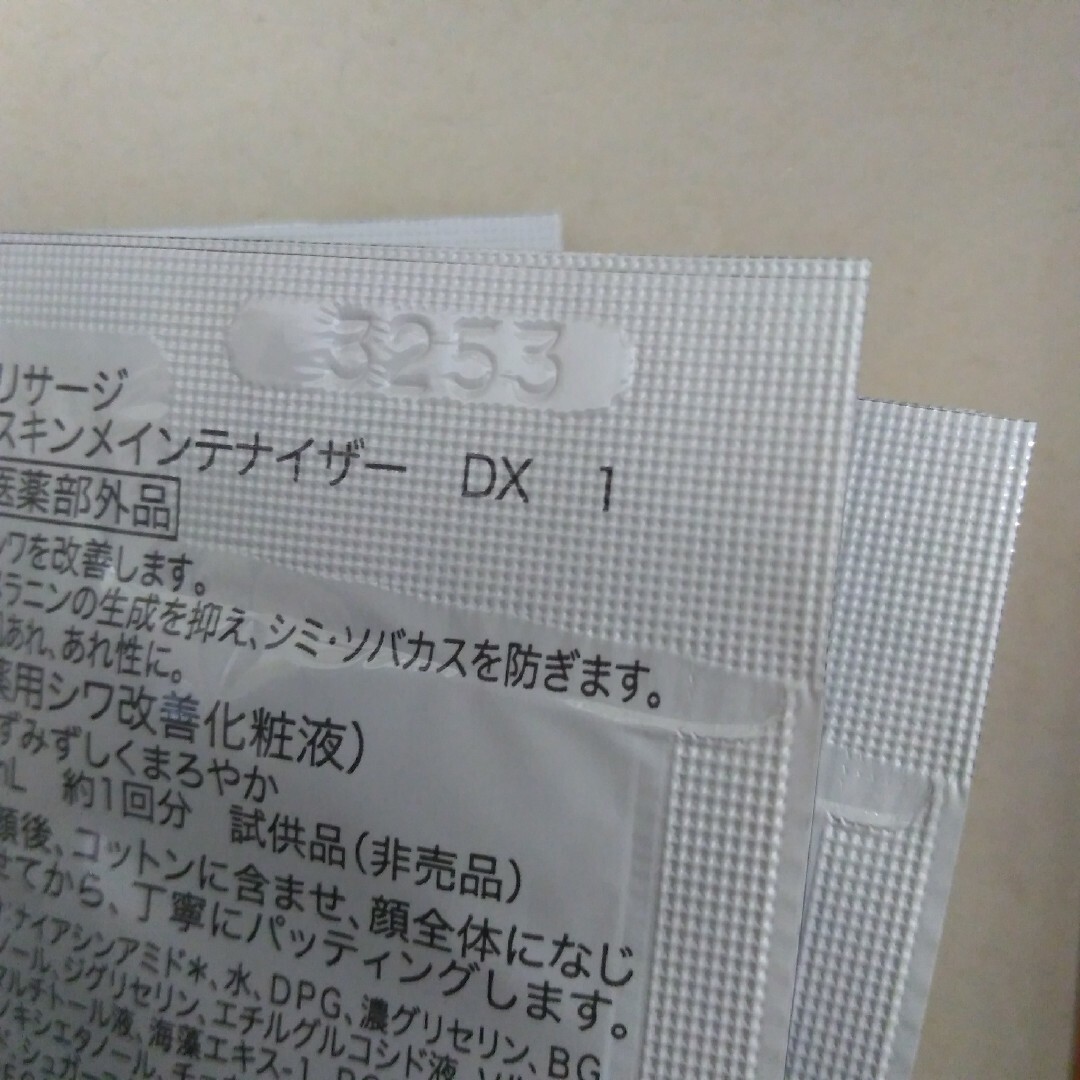 3253
リサージ
スキンメインテナイザー DX 1
医薬部外品
シワを改善します。
メラニンの生成を抑え、シミ・ソバカスを防ぎます。
肌あれ、あれ性に。
薬用シワ改善化粧液)
ずみずしくまろやか
mL 約1回分 試供品(非売品)
顔後、コットンに含ませ、顔全体になじ
ませてから、丁寧にパッティングします。
ナイアシンアミド*、水、DPG、濃グリセリン、BG
ール、ジグリセリン、エチルグルコシド液
マルチトール液、海藻エキス-1
キシエタノール